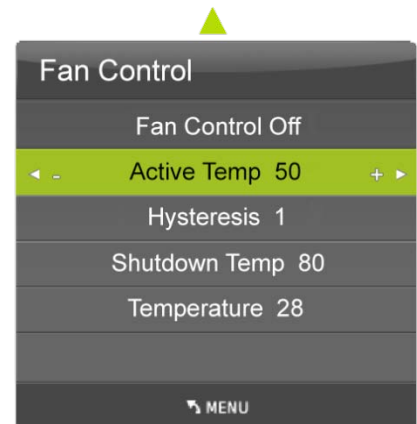 Fan Control
Fan Control Off
- Active Temp 50 +
Hysteresis 1
Shutdown Temp 80
Temperature 28
MENU